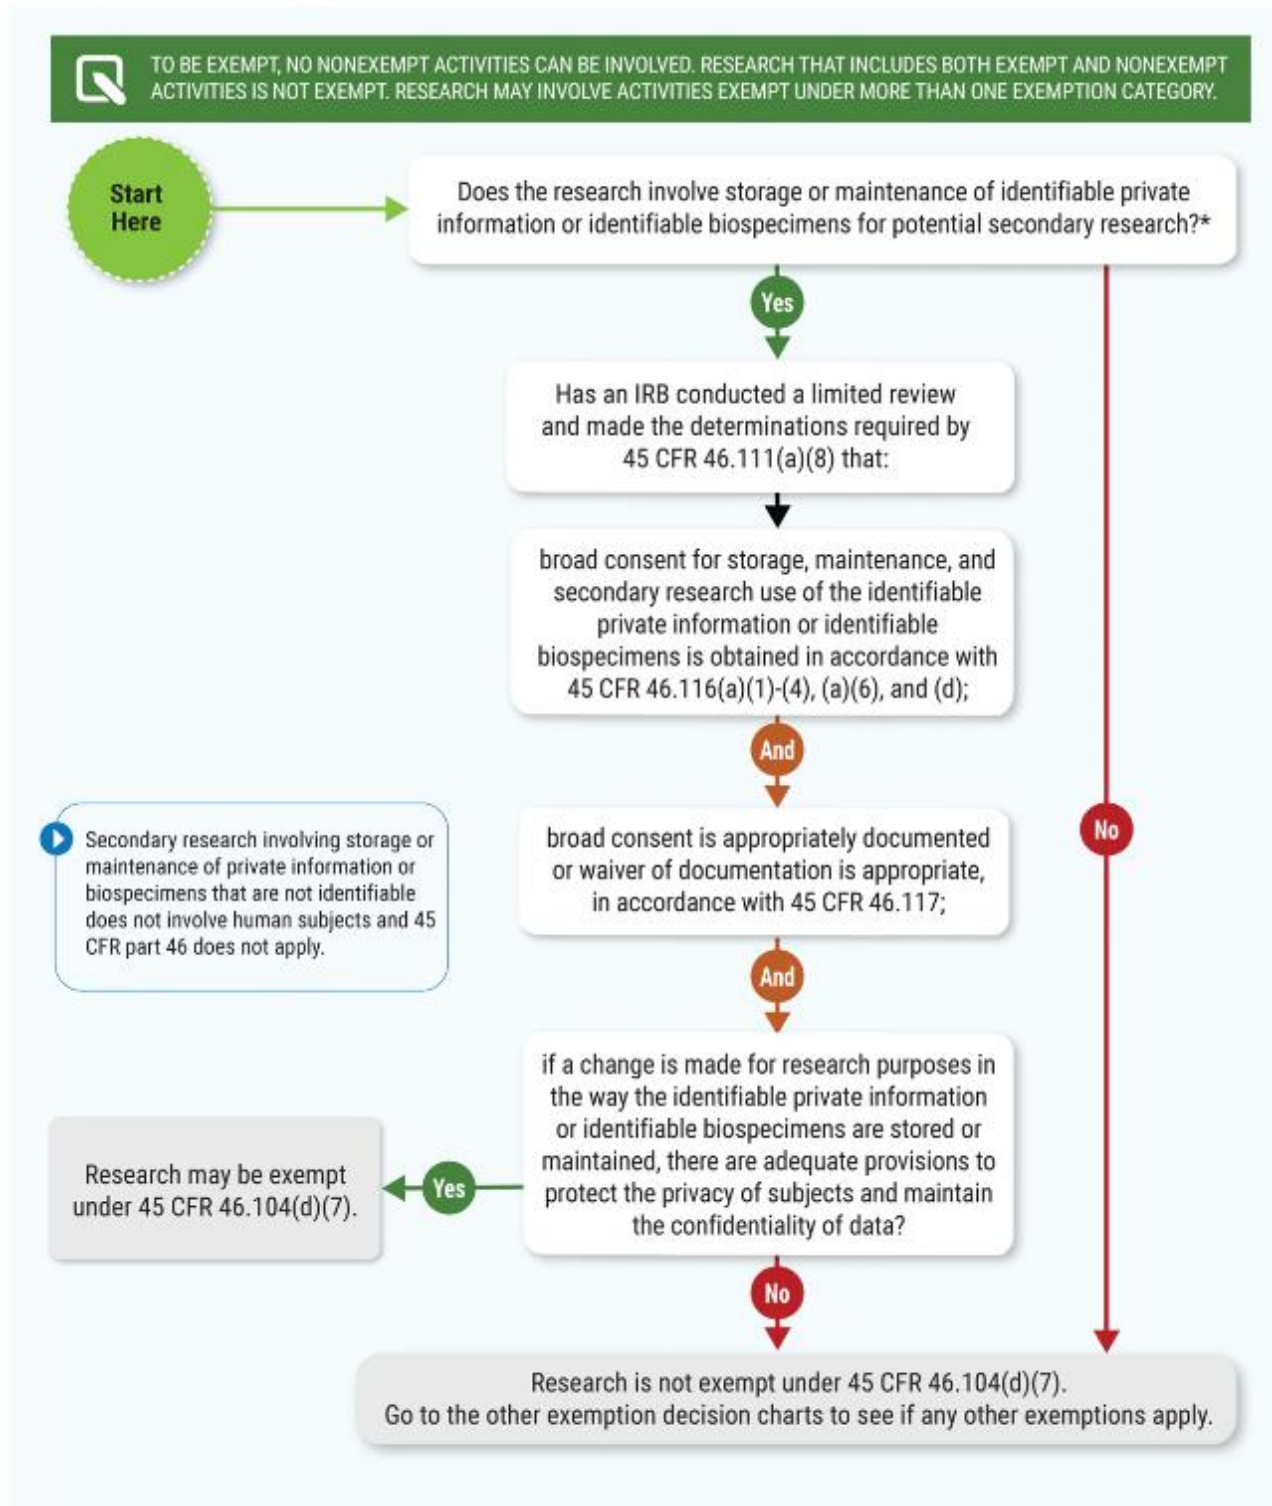 TO BE EXEMPT, NO NONEXEMPT ACTIVITIES CAN BE INVOLVED. RESEARCH THAT INCLUDES BOTH EXEMPT AND NONEXEMPT
ACTIVITIES IS NOT EXEMPT. RESEARCH MAY INVOLVE ACTIVITIES EXEMPT UNDER MORE THAN ONE EXEMPTION CATEGORY.
Start
Here
Does the research involve storage or maintenance of identifiable private
information or identifiable biospecimens for potential secondary research?*
Yes
Has an IRB conducted a limited review
and made the determinations required by
45 CFR 46.111(a)(8) that:
broad consent for storage, maintenance, and
secondary research use of the identifiable
private information or identifiable
biospecimens is obtained in accordance with
45 CFR 46.116(a)(1)-(4), (a)(6), and (d);
And
broad consent is appropriately documented
or waiver of documentation is appropriate,
in accordance with 45 CFR 46.117;
No
Secondary research involving storage or
maintenance of private information or
biospecimens that are not identifiable
does not involve human subjects and 45
CFR part 46 does not apply.
And
if a change is made for research purposes in
the way the identifiable private information
or identifiable biospecimens are stored or
maintained, there are adequate provisions to
protect the privacy of subjects and maintain
the confidentiality of data?
Yes
Research may be exempt
under 45 CFR 46.104(d)(7).
No
Research is not exempt under 45 CFR 46.104(d)(7).
Go to the other exemption decision charts to see if any other exemptions apply.